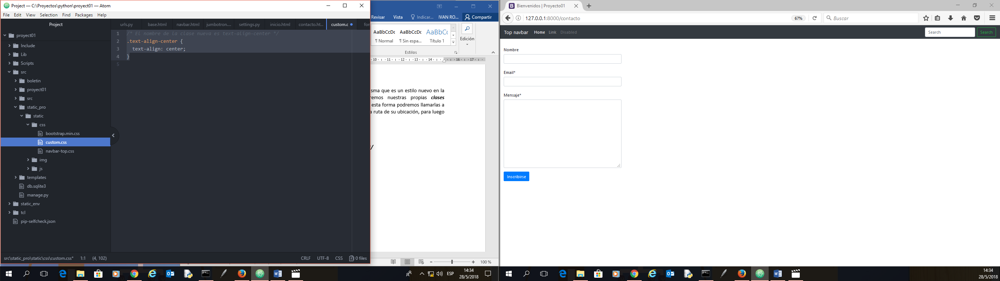 Project — C:\Proyectos\python\proyect01 — Atom
File Edit View Selection Find Packages Help
Project
proyect01
Include
Lib
Scripts
src
boletin
proyect01
src
static_pro
static
css
bootstrap.min.css
custom.css
navbar-top.css
img
js
templates
db.sqlite3
manage.py
static_env
tcl
pip-selfcheck.json
urls.py base.html navbar.html jumbotron.... settings.py inicio.html contacto.ht... custom.c for
1 /* El nombre de la clase nueva es text-align-center */
2 .text-align-center {
3 text-align: center;
4 }
5
src\static_pro\static\css\custom.css* 1:1 (4, 102) CRLF UTF-8 CSS 0 files
Revisar Vista Indicar... IVAN RO... Compartir
AaBbCcDc AaBbCcDc AaBbCc
¶ Normal ¶ Sin espa... Título 1
Edición
Estilos
10 11 12 13 14 16 17
sma que es un estilo nuevo en la
remos nuestras propias clases
esta forma podremos llamarlas a
a ruta de su ubicación, para luego
*/
100 %
ESP
14:34
28/5/2018
Bienvenidos | Proyecto01
127.0.0.1:8000/contacto 67% Buscar
Top navbar Home Link Disabled Search Search
Nombre
Email*
Mensaje*
Inscribirse
14:34
28/5/2018